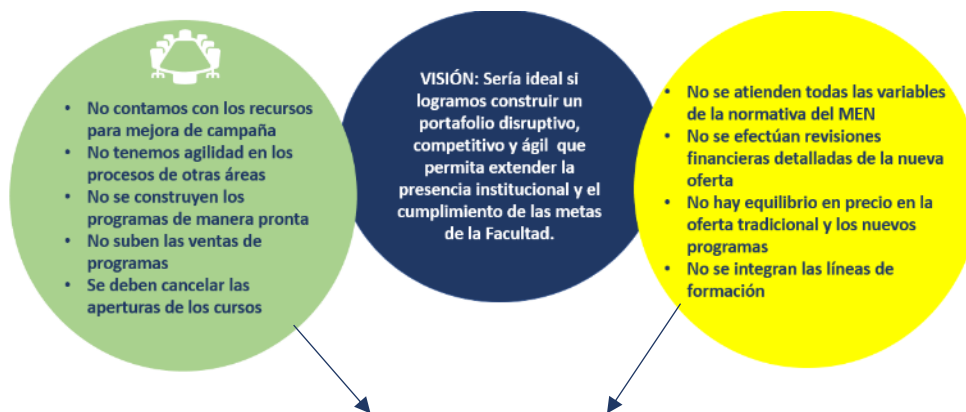 • No contamos con los recursos
para mejora de campaña
• No tenemos agilidad en los
procesos de otras áreas
• No se construyen los
programas de manera pronta
• No suben las ventas de
programas
• Se deben cancelar las
aperturas de los cursos
VISIÓN: Sería ideal si
logramos construir un
portafolio disruptivo,
competitivo y ágil que
permita extender la
presencia institucional y el
cumplimiento de las metas
de la Facultad.
• No se atienden todas las variables
de la normativa del MEN
• No se efectúan revisiones
financieras detalladas de la nueva
oferta
• No hay equilibrio en precio en la
oferta tradicional y los nuevos
programas
• No se integran las líneas de
formación